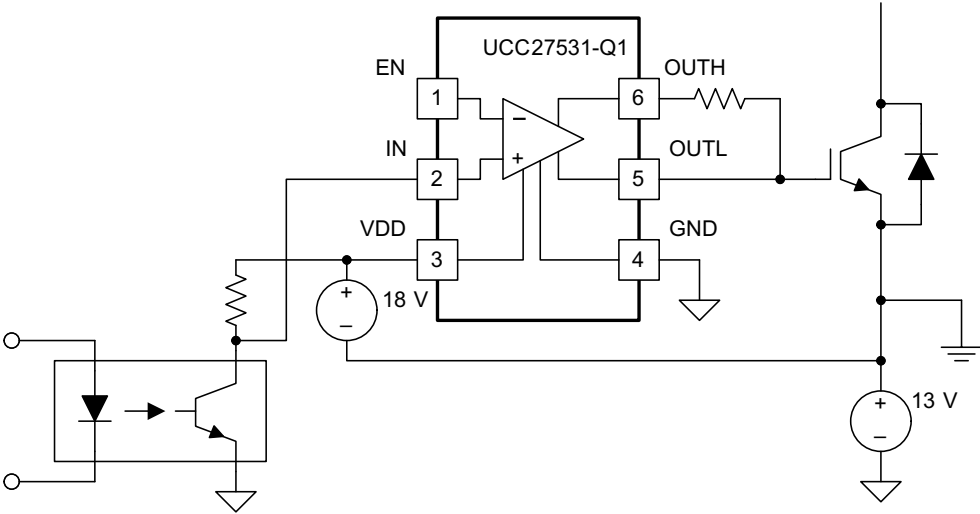 UCC27531-Q1
EN
OUTH
1
6
−
IN
OUTL
+
2
5
VDD
GND
3
4
+
18 V
−
+
13 V
−